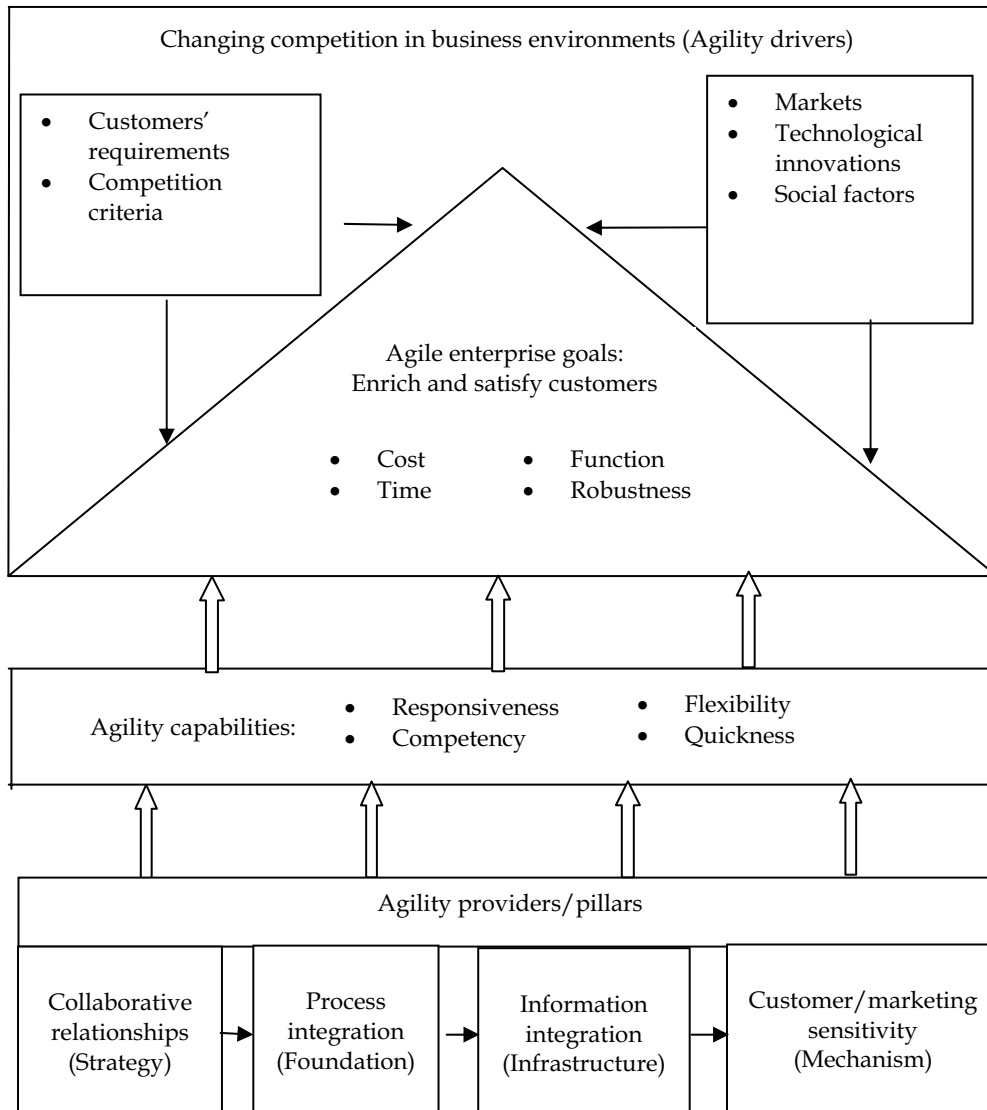 Changing competition in business environments (Agility drivers)
• Customers’
requirements
• Competition
criteria
• Markets
• Technological
innovations
• Social factors
Agile enterprise goals:
Enrich and satisfy customers
• Cost
• Time
• Function
• Robustness
Agility capabilities:
• Responsiveness
• Competency
• Flexibility
• Quickness
Agility providers/pillars
Collaborative
relationships
(Strategy)
Process
integration
(Foundation)
Information
integration
(Infrastructure)
Customer/marketing
sensitivity
(Mechanism)